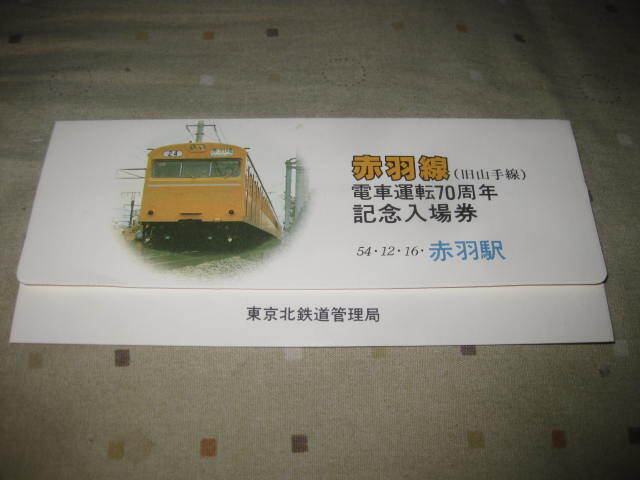 24
赤羽線(旧山手線)
電車運転70周年
記念入場券
54・12・16・赤羽駅
東京北鉄道管理局